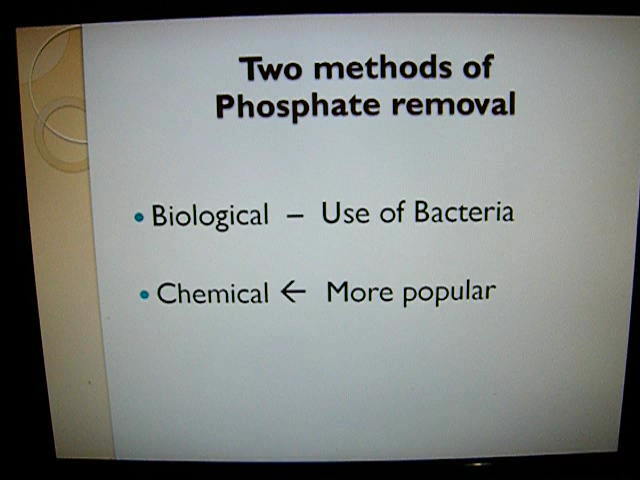 Two methods of
Phosphate removal
• Biological – Use of Bacteria
• Chemical ← More popular